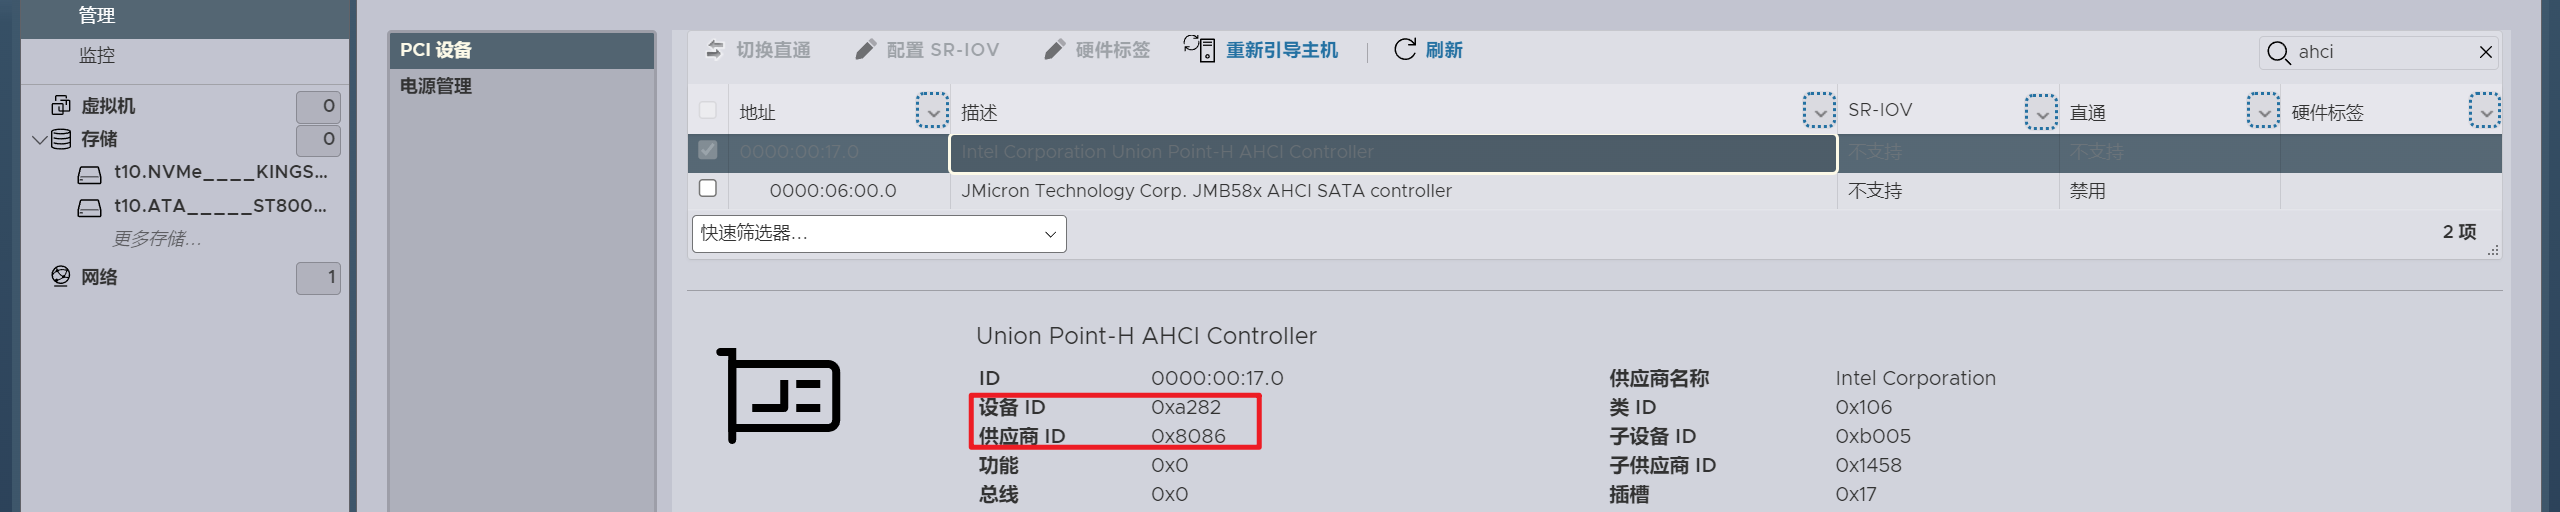 管理
监控
虚拟机 0
存储 0
t10.NVMe____KINGS...
t10.ATA_____ST800...
更多存储...
网络 1
PCI 设备
电源管理
切换直通 配置 SR-IOV 硬件标签 重新引导主机 刷新 ahci
地址 描述 SR-IOV 直通 硬件标签
0000:00:17.0 Intel Corporation Union Point-H AHCI Controller 不支持 不支持
0000:06:00.0 JMicron Technology Corp. JMB58x AHCI SATA controller 不支持 禁用
快速筛选器... 2 项
Union Point-H AHCI Controller
ID 0000:00:17.0 供应商名称 Intel Corporation
设备 ID 0xa282 类 ID 0x106
供应商 ID 0x8086 子设备 ID 0xb005
功能 0x0 子供应商 ID 0x1458
总线 0x0 插槽 0x17